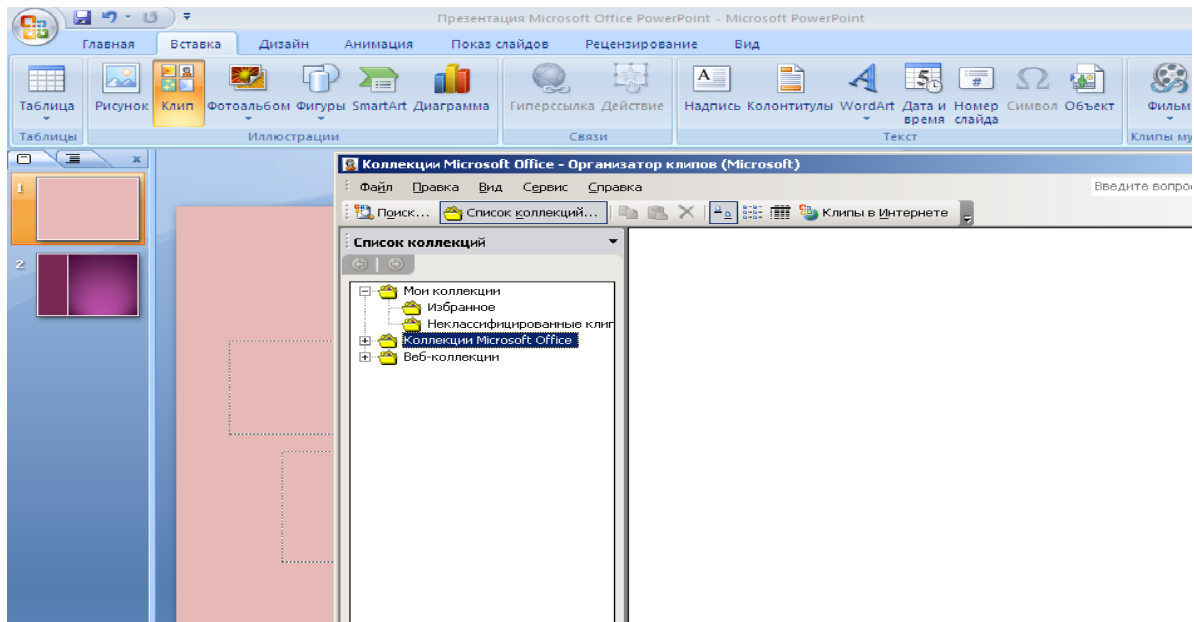 Презентация Microsoft Office PowerPoint - Microsoft PowerPoint
Главная Вставка Дизайн Анимация Показ слайдов Рецензирование Вид
Таблица Рисунок Клип Фотоальбом Фигуры SmartArt Диаграмма Гиперссылка Действие Надпись Колонтитулы WordArt Дата и время Номер слайда Символ Объект Фильм
Таблицы Иллюстрации Связи Текст Клипы му
Коллекции Microsoft Office - Организатор клипов (Microsoft)
Файл Правка Вид Сервис Справка Введите вопро
Поиск... Список коллекций... Клипы в Интернете
Список коллекций
1
2
Мои коллекции
Избранное
Неклассифицированные клип
Коллекции Microsoft Office
Веб-коллекции